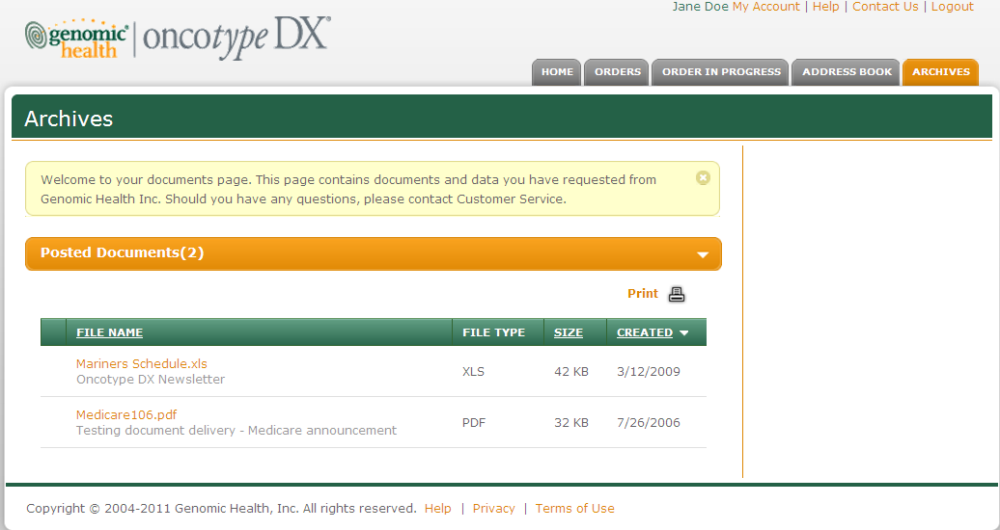 Jane Doe My Account | Help | Contact Us | Logout
genomic health | oncotype DX®
HOME ORDERS ORDER IN PROGRESS ADDRESS BOOK ARCHIVES
Archives
Welcome to your documents page. This page contains documents and data you have requested from
Genomic Health Inc. Should you have any questions, please contact Customer Service.
Posted Documents(2)
Print
FILE NAME FILE TYPE SIZE CREATED
Mariners Schedule.xls XLS 42 KB 3/12/2009
Oncotype DX Newsletter
Medicare106.pdf PDF 32 KB 7/26/2006
Testing document delivery - Medicare announcement
Copyright © 2004-2011 Genomic Health, Inc. All rights reserved. Help | Privacy | Terms of Use